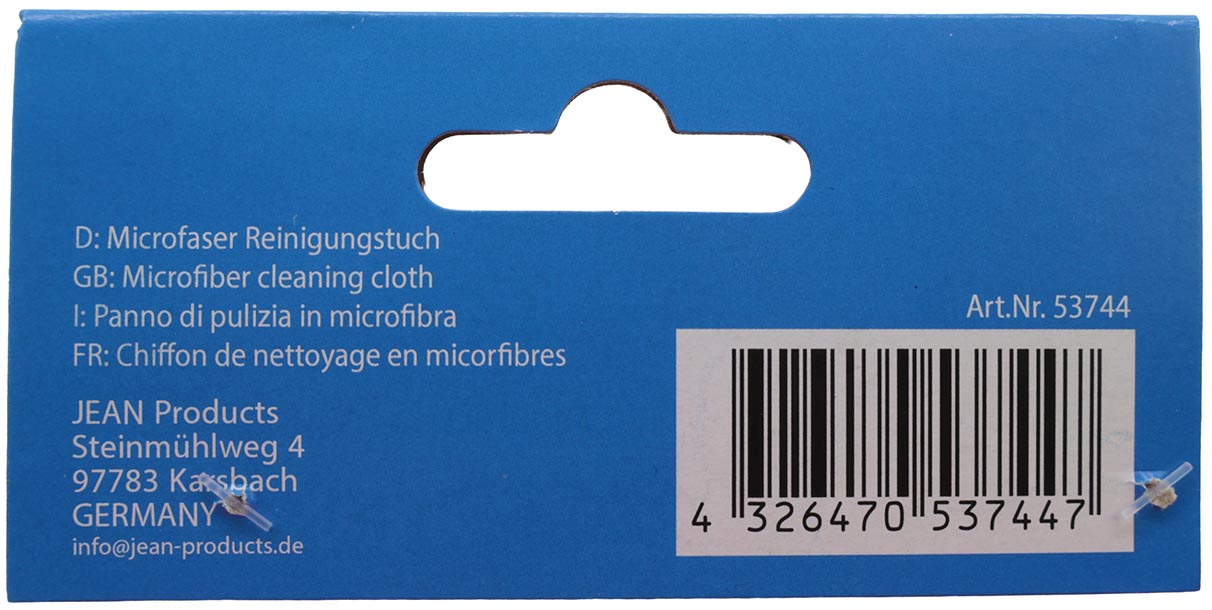 D: Microfaser Reinigungstuch
GB: Microfiber cleaning cloth
I: Panno di pulizia in microfibra
FR: Chiffon de nettoyage en micorfibres
JEAN Products
Steinmühlweg 4
97783 Karsbach
GERMANY
info@jean-products.de
Art.Nr. 53744
4 326470 537447